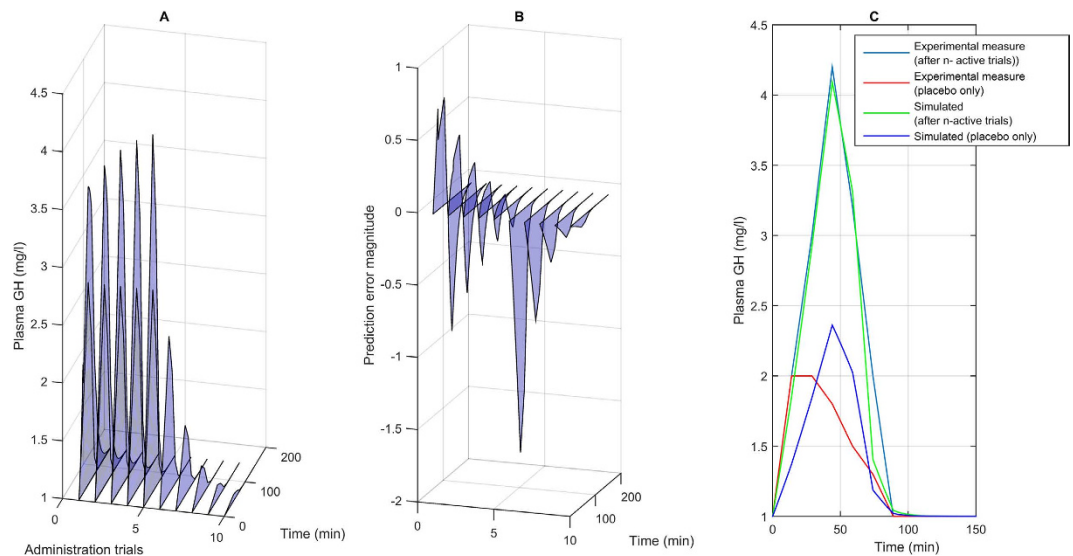 A
4.5
4
3.5
3
2.5
2
1.5
1
Plasma GH (mg/l)
0
5
10
Administration trials
0
100
200
Time (min)
B
1
0.5
0
-0.5
-1
-1.5
-2
Prediction error magnitude
0
5
10
100
200
Time (min)
C
4.5
4
3.5
3
2.5
2
1.5
1
Plasma GH (mg/l)
0
50
100
150
Time (min)
Experimental measure
(after n- active trials))
Experimental measure
(placebo only)
Simulated
(after n-active trials)
Simulated (placebo only)